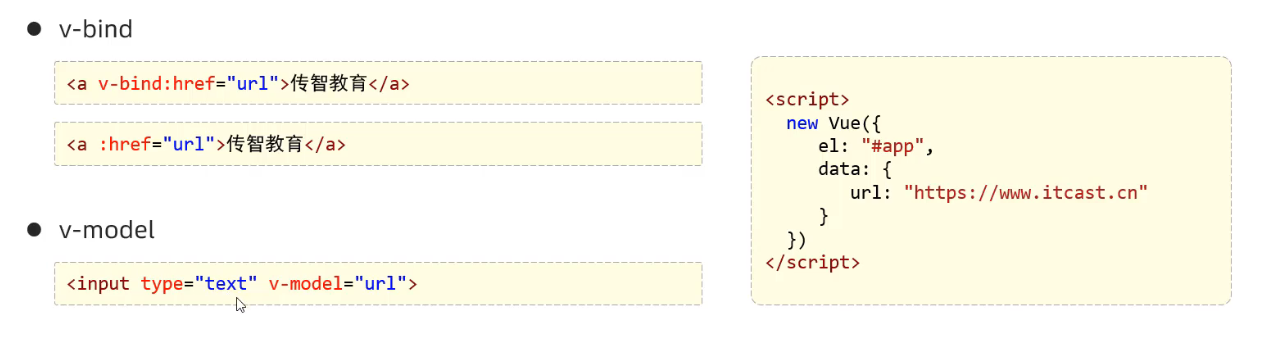 ● v-bind
<a v-bind:href="url">传智教育</a>
<a :href="url">传智教育</a>
● v-model
<input type="text" v-model="url">
<script>
  new Vue({
     el: "#app",
     data: {
        url: "https://www.itcast.cn"
     }
  })
</script>